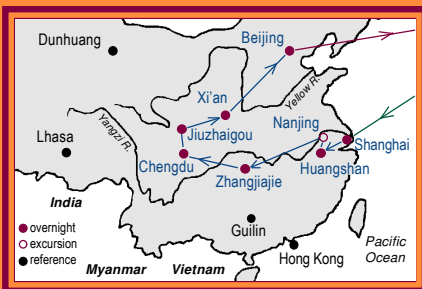 Beijing
Dunhuang
Xi'an
Yellow R.
Nanjing
Yangzi R.
Jiuzhaigou
Shanghai
Lhasa
Chengdu
Huangshan
Zhangjiajie
India
overnight
excursion
reference
Guilin
Pacific
Ocean
Hong Kong
Myanmar
Vietnam